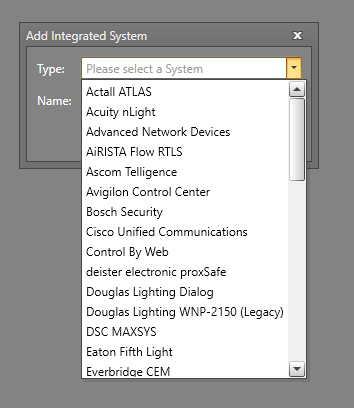 Add Integrated System
Type: Please select a System
Name:
Actall ATLAS
Acuity nLight
Advanced Network Devices
AiRISTA Flow RTLS
Ascom Telligence
Avigilon Control Center
Bosch Security
Cisco Unified Communications
Control By Web
deister electronic proxSafe
Douglas Lighting Dialog
Douglas Lighting WNP-2150 (Legacy)
DSC MAXSYS
Eaton Fifth Light
Everbridge CEM